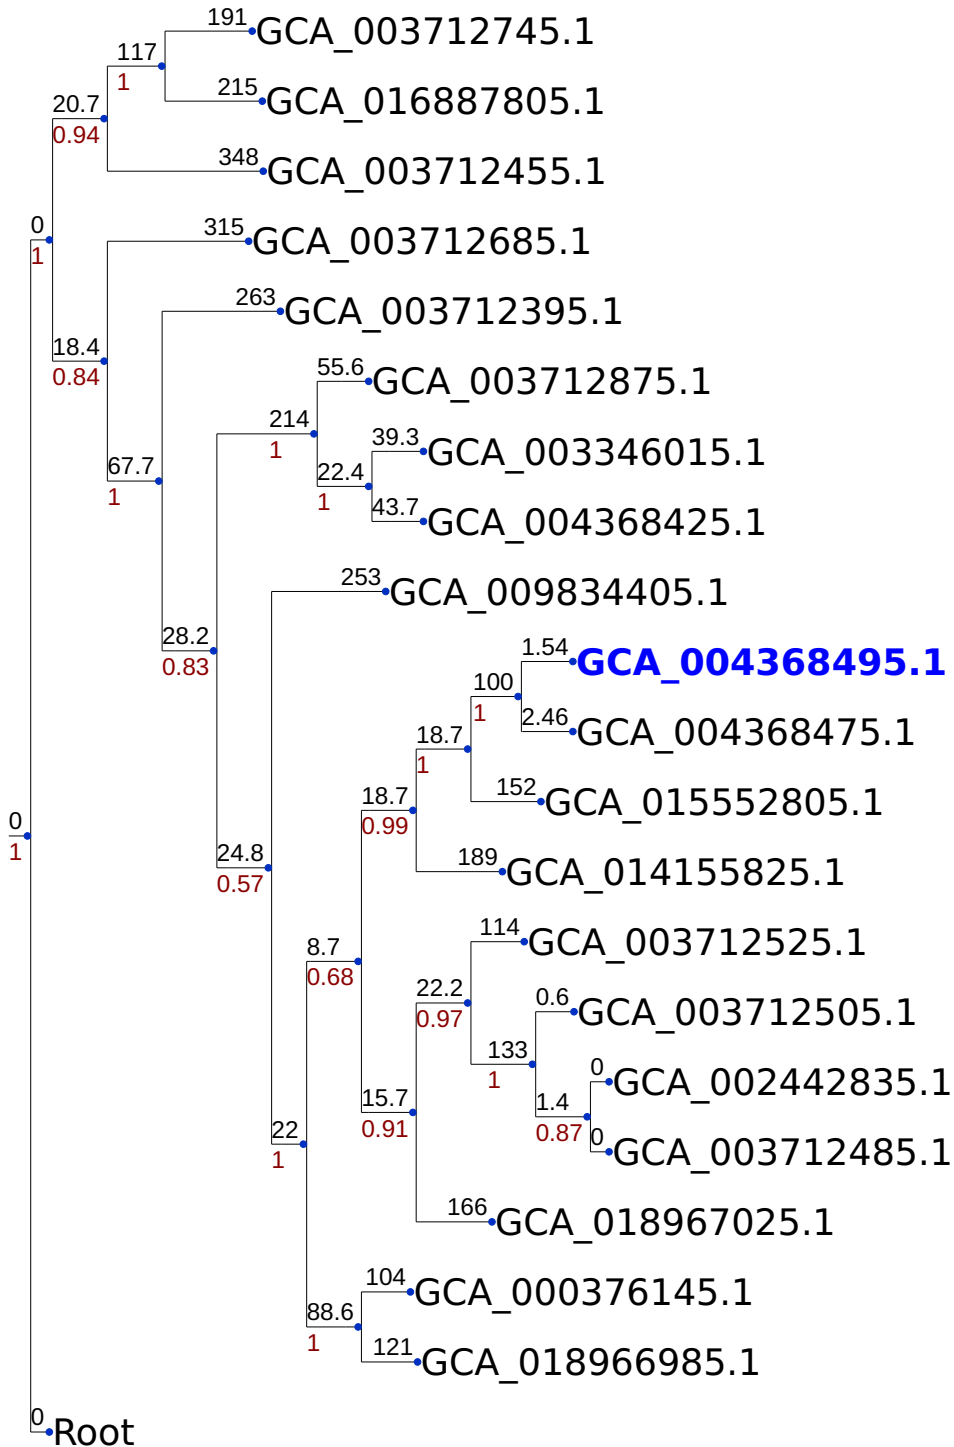 191
GCA_003712745.1
117
1
215
GCA_016887805.1
20.7
0.94
348
GCA_003712455.1
0
1
315
GCA_003712685.1
263
GCA_003712395.1
18.4
0.84
55.6
GCA_003712875.1
214
1
39.3
GCA_003346015.1
22.4
1
67.7
1
43.7
GCA_004368425.1
253
GCA_009834405.1
28.2
0.83
1.54
GCA_004368495.1
100
1
2.46
GCA_004368475.1
18.7
1
152
GCA_015552805.1
18.7
0.99
0
1
24.8
0.57
189
GCA_014155825.1
114
GCA_003712525.1
8.7
0.68
22.2
0.97
0.6
GCA_003712505.1
133
1
0
GCA_002442835.1
15.7
0.91
1.4
0.87
22
1
0
GCA_003712485.1
166
GCA_018967025.1
104
GCA_000376145.1
88.6
1
121
GCA_018966985.1
0
Root